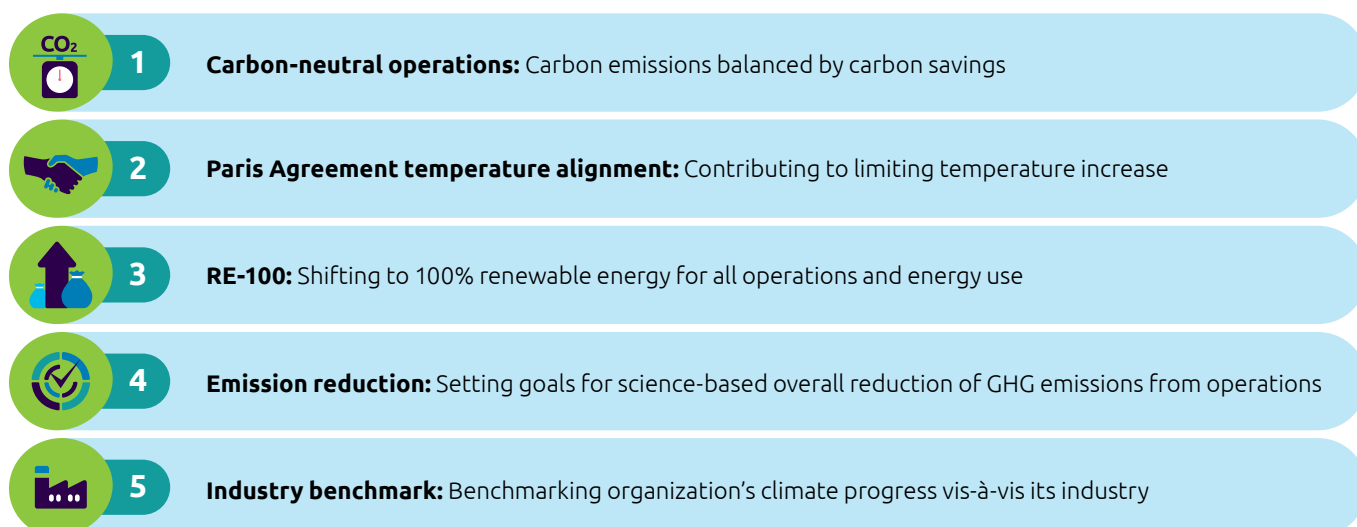 CO₂
1
Carbon-neutral operations: Carbon emissions balanced by carbon savings
2
Paris Agreement temperature alignment: Contributing to limiting temperature increase
3
RE-100: Shifting to 100% renewable energy for all operations and energy use
4
Emission reduction: Setting goals for science-based overall reduction of GHG emissions from operations
5
Industry benchmark: Benchmarking organization’s climate progress vis-à-vis its industry